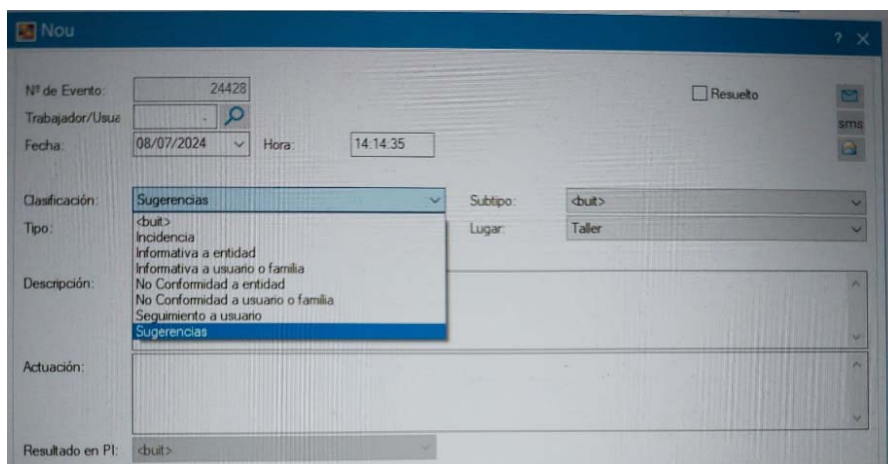 Nou
? X
Nº de Evento: 24428
Resuelto
Trabajador/Usua
sms
Fecha: 08/07/2024 Hora: 14:14:35
Clasificación: Sugerencias Subtipo: <buit>
Tipo: Lugar: Taller
<buit>
Incidencia
Informativa a entidad
Informativa a usuario o familia
No Conformidad a entidad
No Conformidad a usuario o familia
Seguimiento a usuario
Sugerencias
Descripción:
Actuación:
Resultado en PI: <buit>